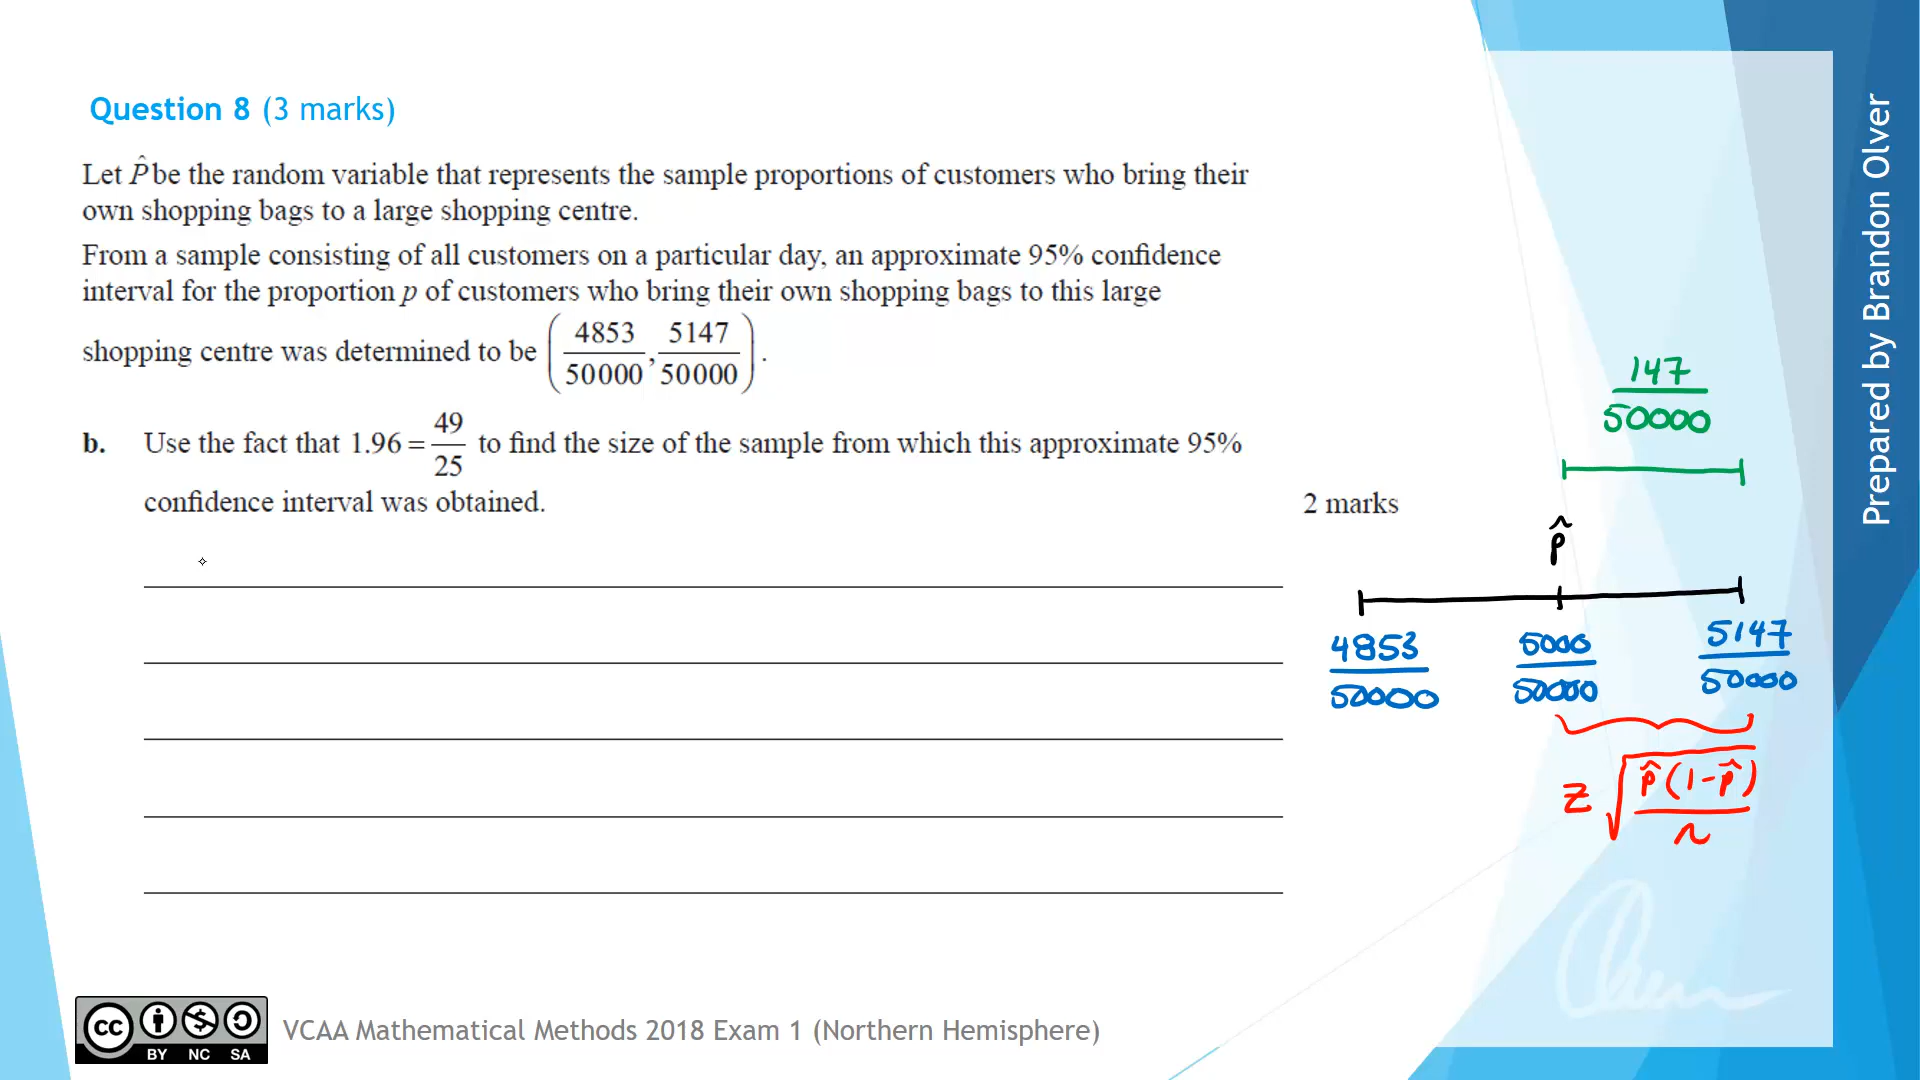 Question 8 (3 marks)
Let P̂ be the random variable that represents the sample proportions of customers who bring their
own shopping bags to a large shopping centre.
From a sample consisting of all customers on a particular day, an approximate 95% confidence
interval for the proportion p of customers who bring their own shopping bags to this large
shopping centre was determined to be (4853/50000, 5147/50000).
b. Use the fact that 1.96 = 49/25 to find the size of the sample from which this approximate 95%
confidence interval was obtained.
2 marks
147/50000
p̂
4853/50000 5000/50000 5147/50000
z√(p̂(1-p̂)/n)
Prepared by Brandon Olver
cc BY NC SA
VCAA Mathematical Methods 2018 Exam 1 (Northern Hemisphere)